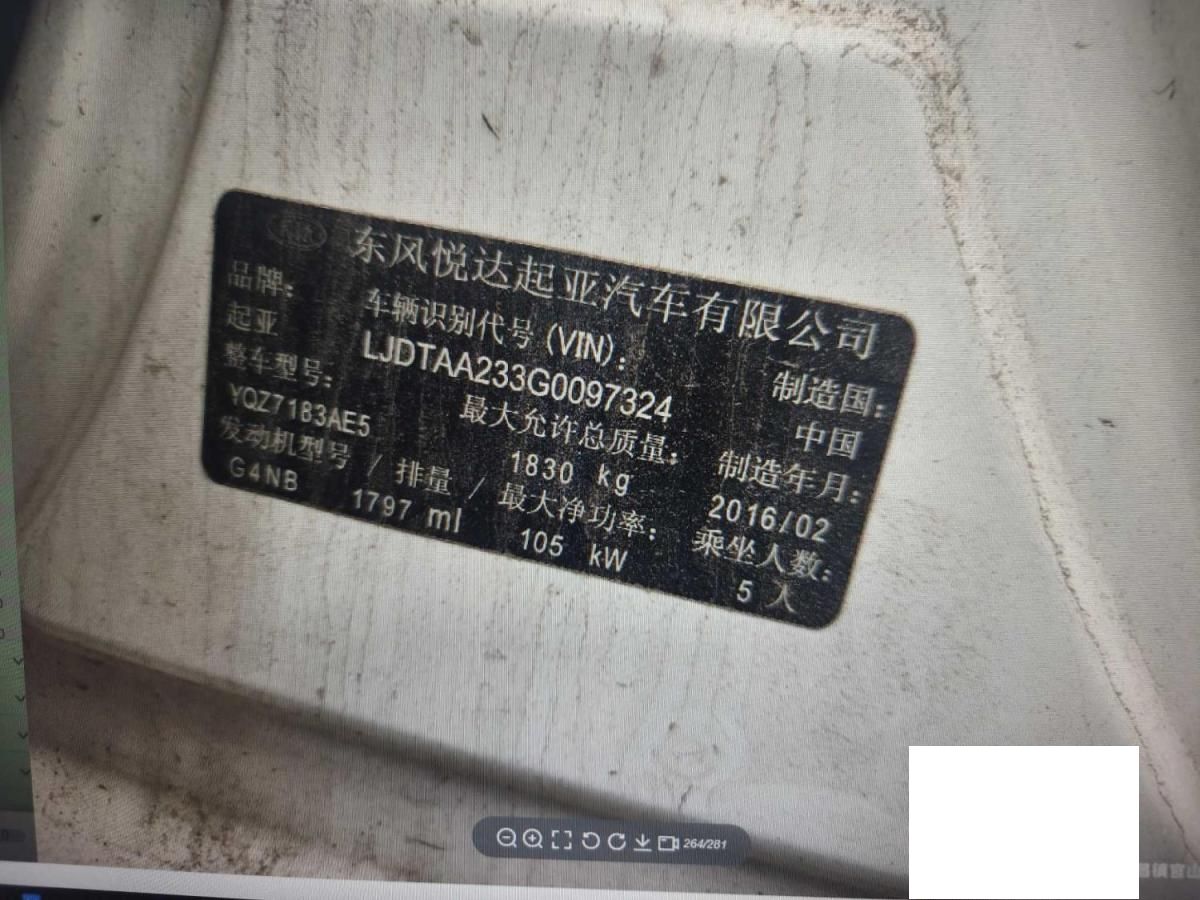 东风悦达起亚汽车有限公司
品牌: 车辆识别代号 (VIN): 制造国:
起亚 LJDTAA233G0097324 中国
整车型号: 最大允许总质量: 制造年月:
YQZ7183AE5 1830 kg 2016/02
发动机型号 / 排量 / 最大净功率: 乘坐人数:
G4NB 1797 ml 105 kW 5 人
264/281